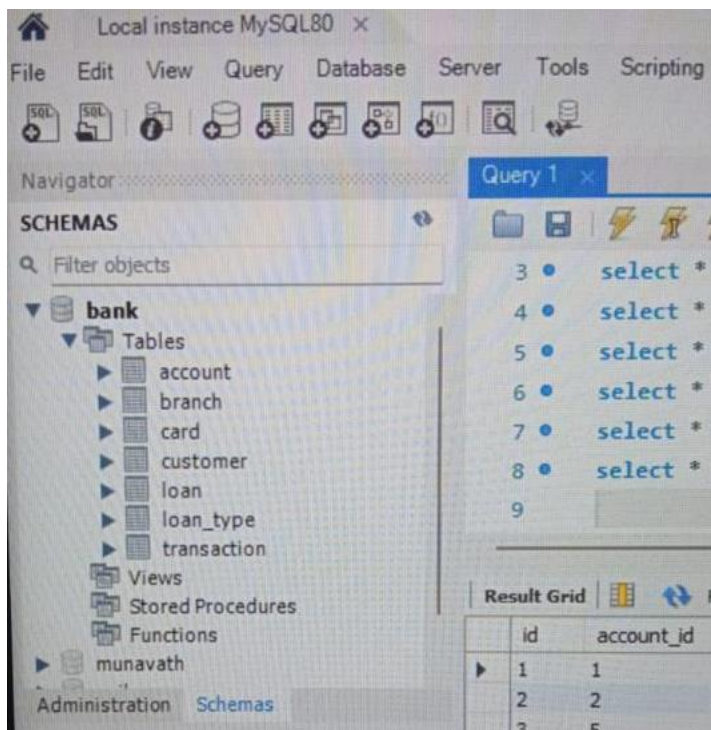 Local instance MySQL80 ×
File Edit View Query Database Server Tools Scripting
Navigator
Query 1 ×
SCHEMAS
Filter objects
bank
Tables
account
branch
card
customer
loan
loan_type
transaction
Views
Stored Procedures
Functions
munavath
Administration Schemas
3 select *
4 select *
5 select *
6 select *
7 select *
8 select *
9
Result Grid
id account_id
1 1
2 2
3 5